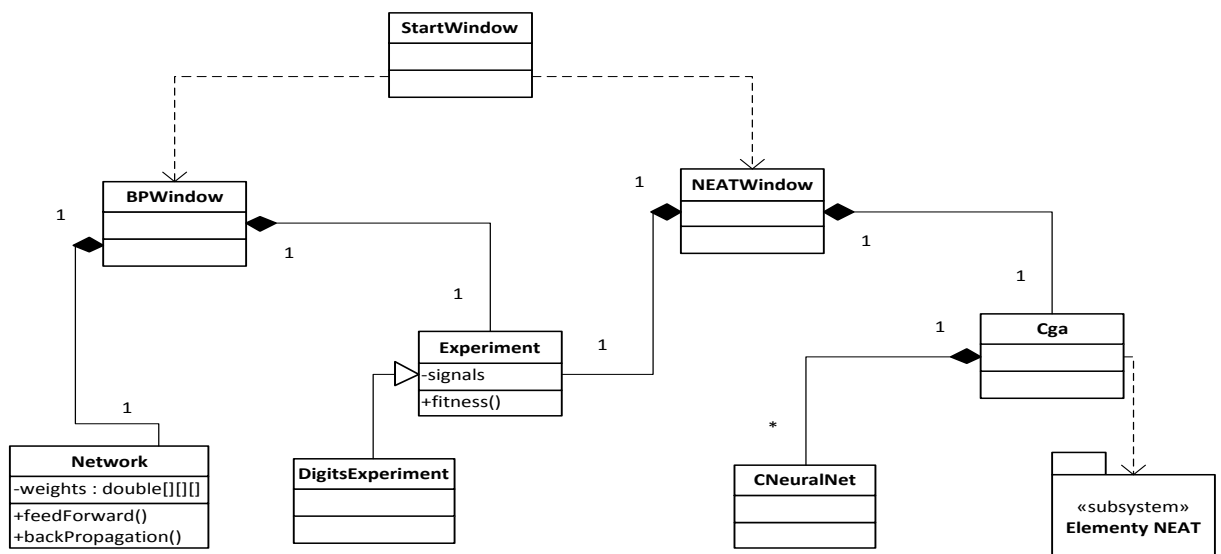 StartWindow
BPWindow
NEATWindow
1
1
1
1
1
1
1
1
1
1
*
Experiment
-signals
+fitness()
Cga
Network
-weights : double[][][]
+feedForward()
+backPropagation()
DigitsExperiment
CNeuralNet
«subsystem»
Elementy NEAT